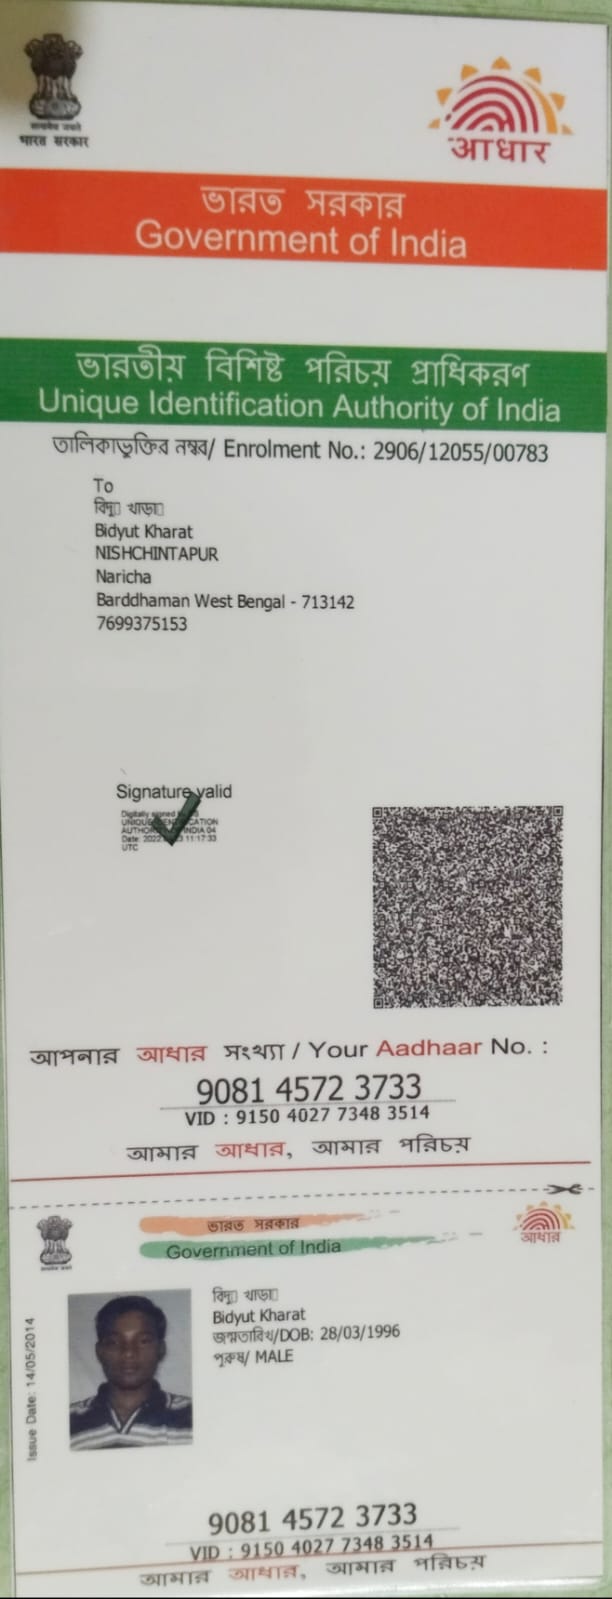 सत्यमेव जयते
भारत सरकार
आधार
ভারত সরকার
Government of India
ভারতীয় বিশিষ্ট পরিচয় প্রাধিকরণ
Unique Identification Authority of India
তালিকাভুক্তির নম্বর/ Enrolment No.: 2906/12055/00783
To
Bidyut Kharat
NISHCHINTAPUR
Naricha
Barddhaman West Bengal - 713142
7699375153
Signature valid
Digitally signed
UNIQUE IDENTIFICATION
AUTHORITY OF INDIA 04
Date: 11:17:33
UTC
আপনার আধার সংখ্যা / Your Aadhaar No. :
9081 4572 3733
VID : 9150 4027 7348 3514
আমার আধার, আমার পরিচয়
ভারত সরকার
Government of India
আধার
Issue Date: 14/05/2014
Bidyut Kharat
জন্মতারিখ/DOB: 28/03/1996
পুরুষ/ MALE
9081 4572 3733
VID : 9150 4027 7348 3514
আমার আধার, আমার পরিচয়